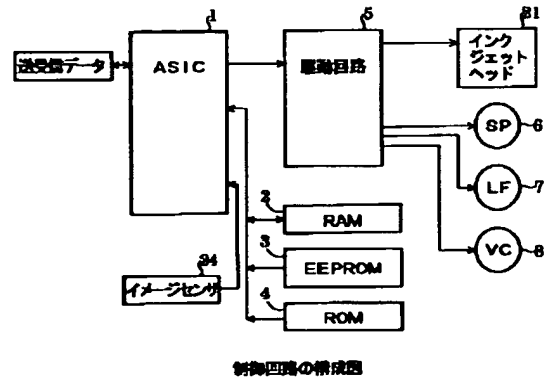 1
5
21
送受信データ
ASIC
駆動回路
インク
ジェット
ヘッド
SP
6
LF
7
VC
8
2
RAM
3
EEPROM
4
ROM
24
イメージセンサ
制御回路の構成図